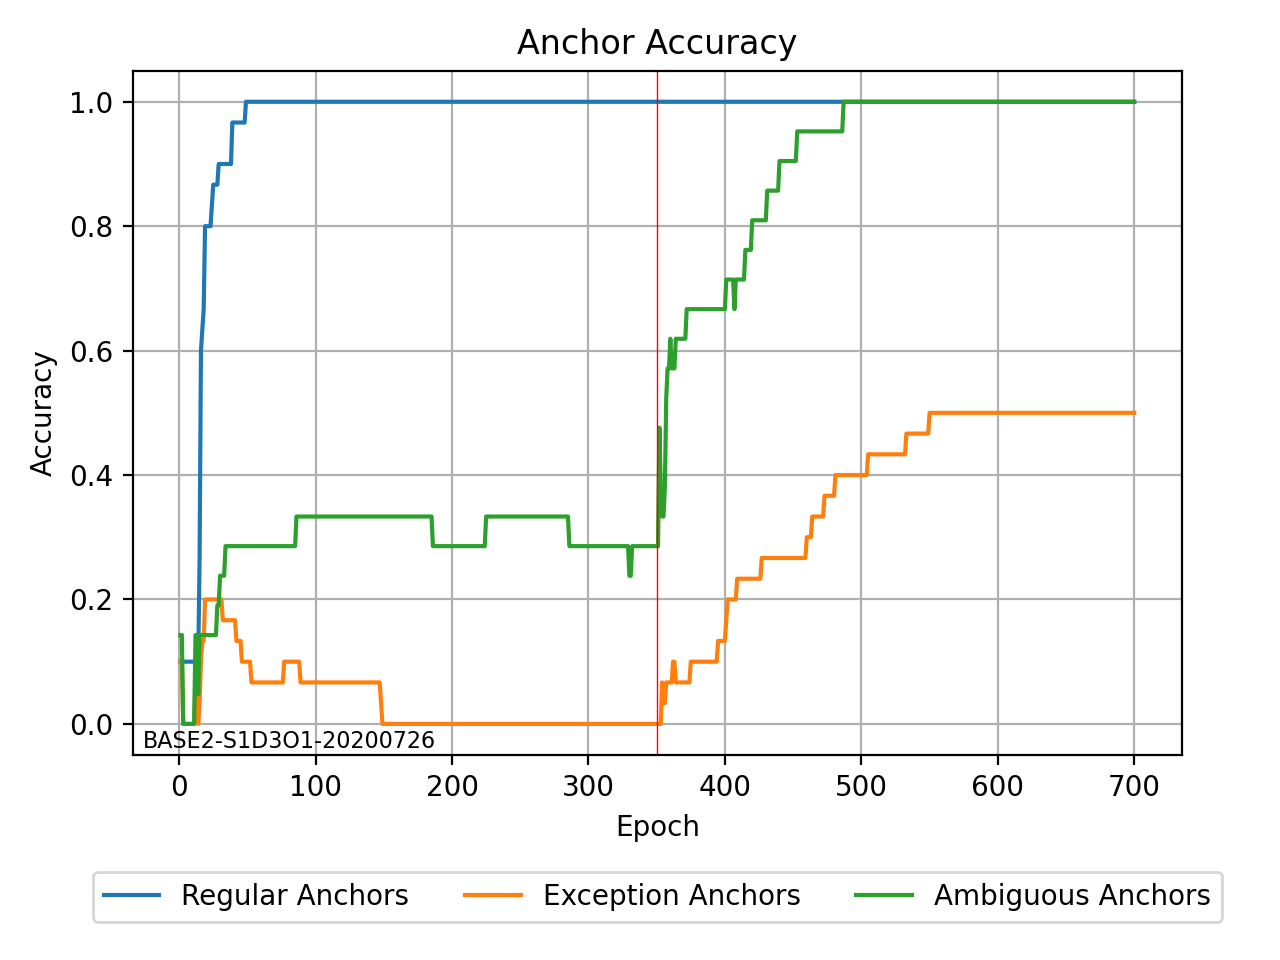 Anchor Accuracy
Accuracy
1.0
0.8
0.6
0.4
0.2
0.0
BASE2-S1D3O1-20200726
0 100 200 300 400 500 600 700
Epoch
Regular Anchors Exception Anchors Ambiguous Anchors